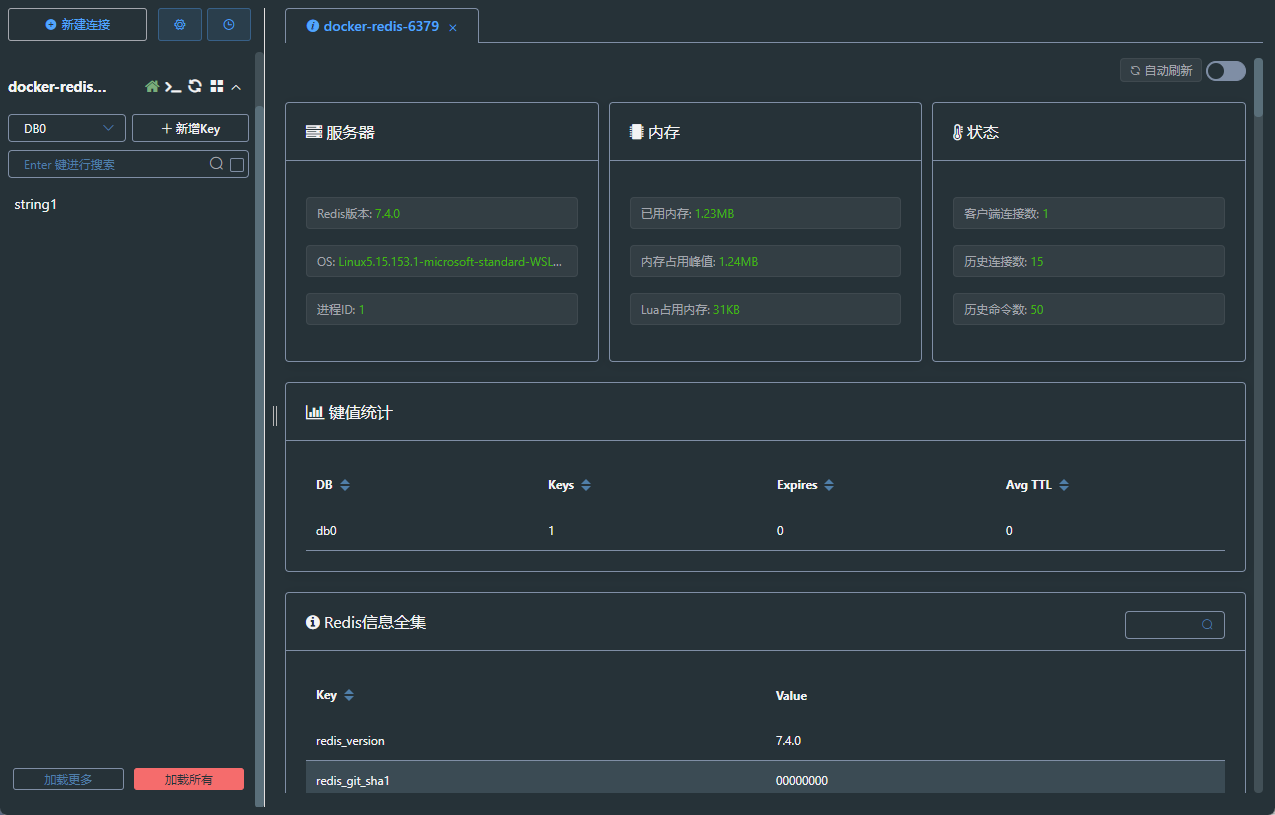 新建连接
docker-redis...
DB0
新增Key
Enter 键进行搜索
string1
加载更多
加载所有
docker-redis-6379
自动刷新
服务器
Redis版本: 7.4.0
OS: Linux5.15.153.1-microsoft-standard-WSL...
进程ID: 1
内存
已用内存: 1.23MB
内存占用峰值: 1.24MB
Lua占用内存: 31KB
状态
客户端连接数: 1
历史连接数: 15
历史命令数: 50
键值统计
DB Keys Expires Avg TTL
db0 1 0 0
Redis信息全集
Key Value
redis_version 7.4.0
redis_git_sha1 00000000